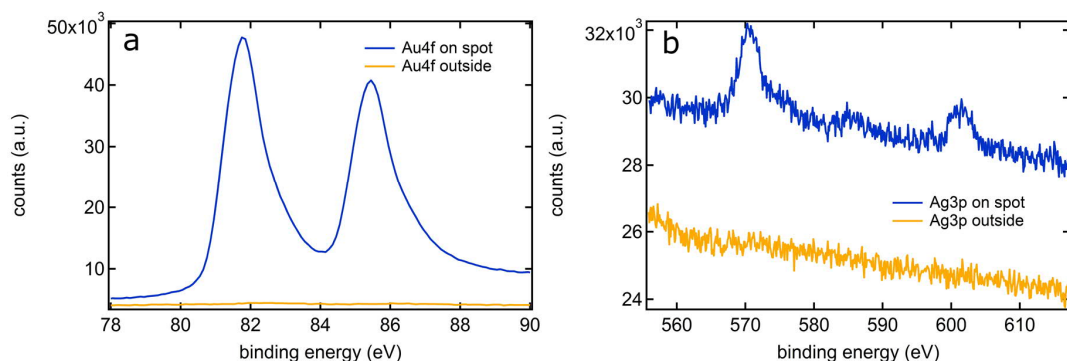 a
50x10³
40
30
20
10
counts (a.u.)
Au4f on spot
Au4f outside
78 80 82 84 86 88 90
binding energy (eV)
b
32x10³
30
28
26
24
counts (a.u.)
Ag3p on spot
Ag3p outside
560 570 580 590 600 610
binding energy (eV)